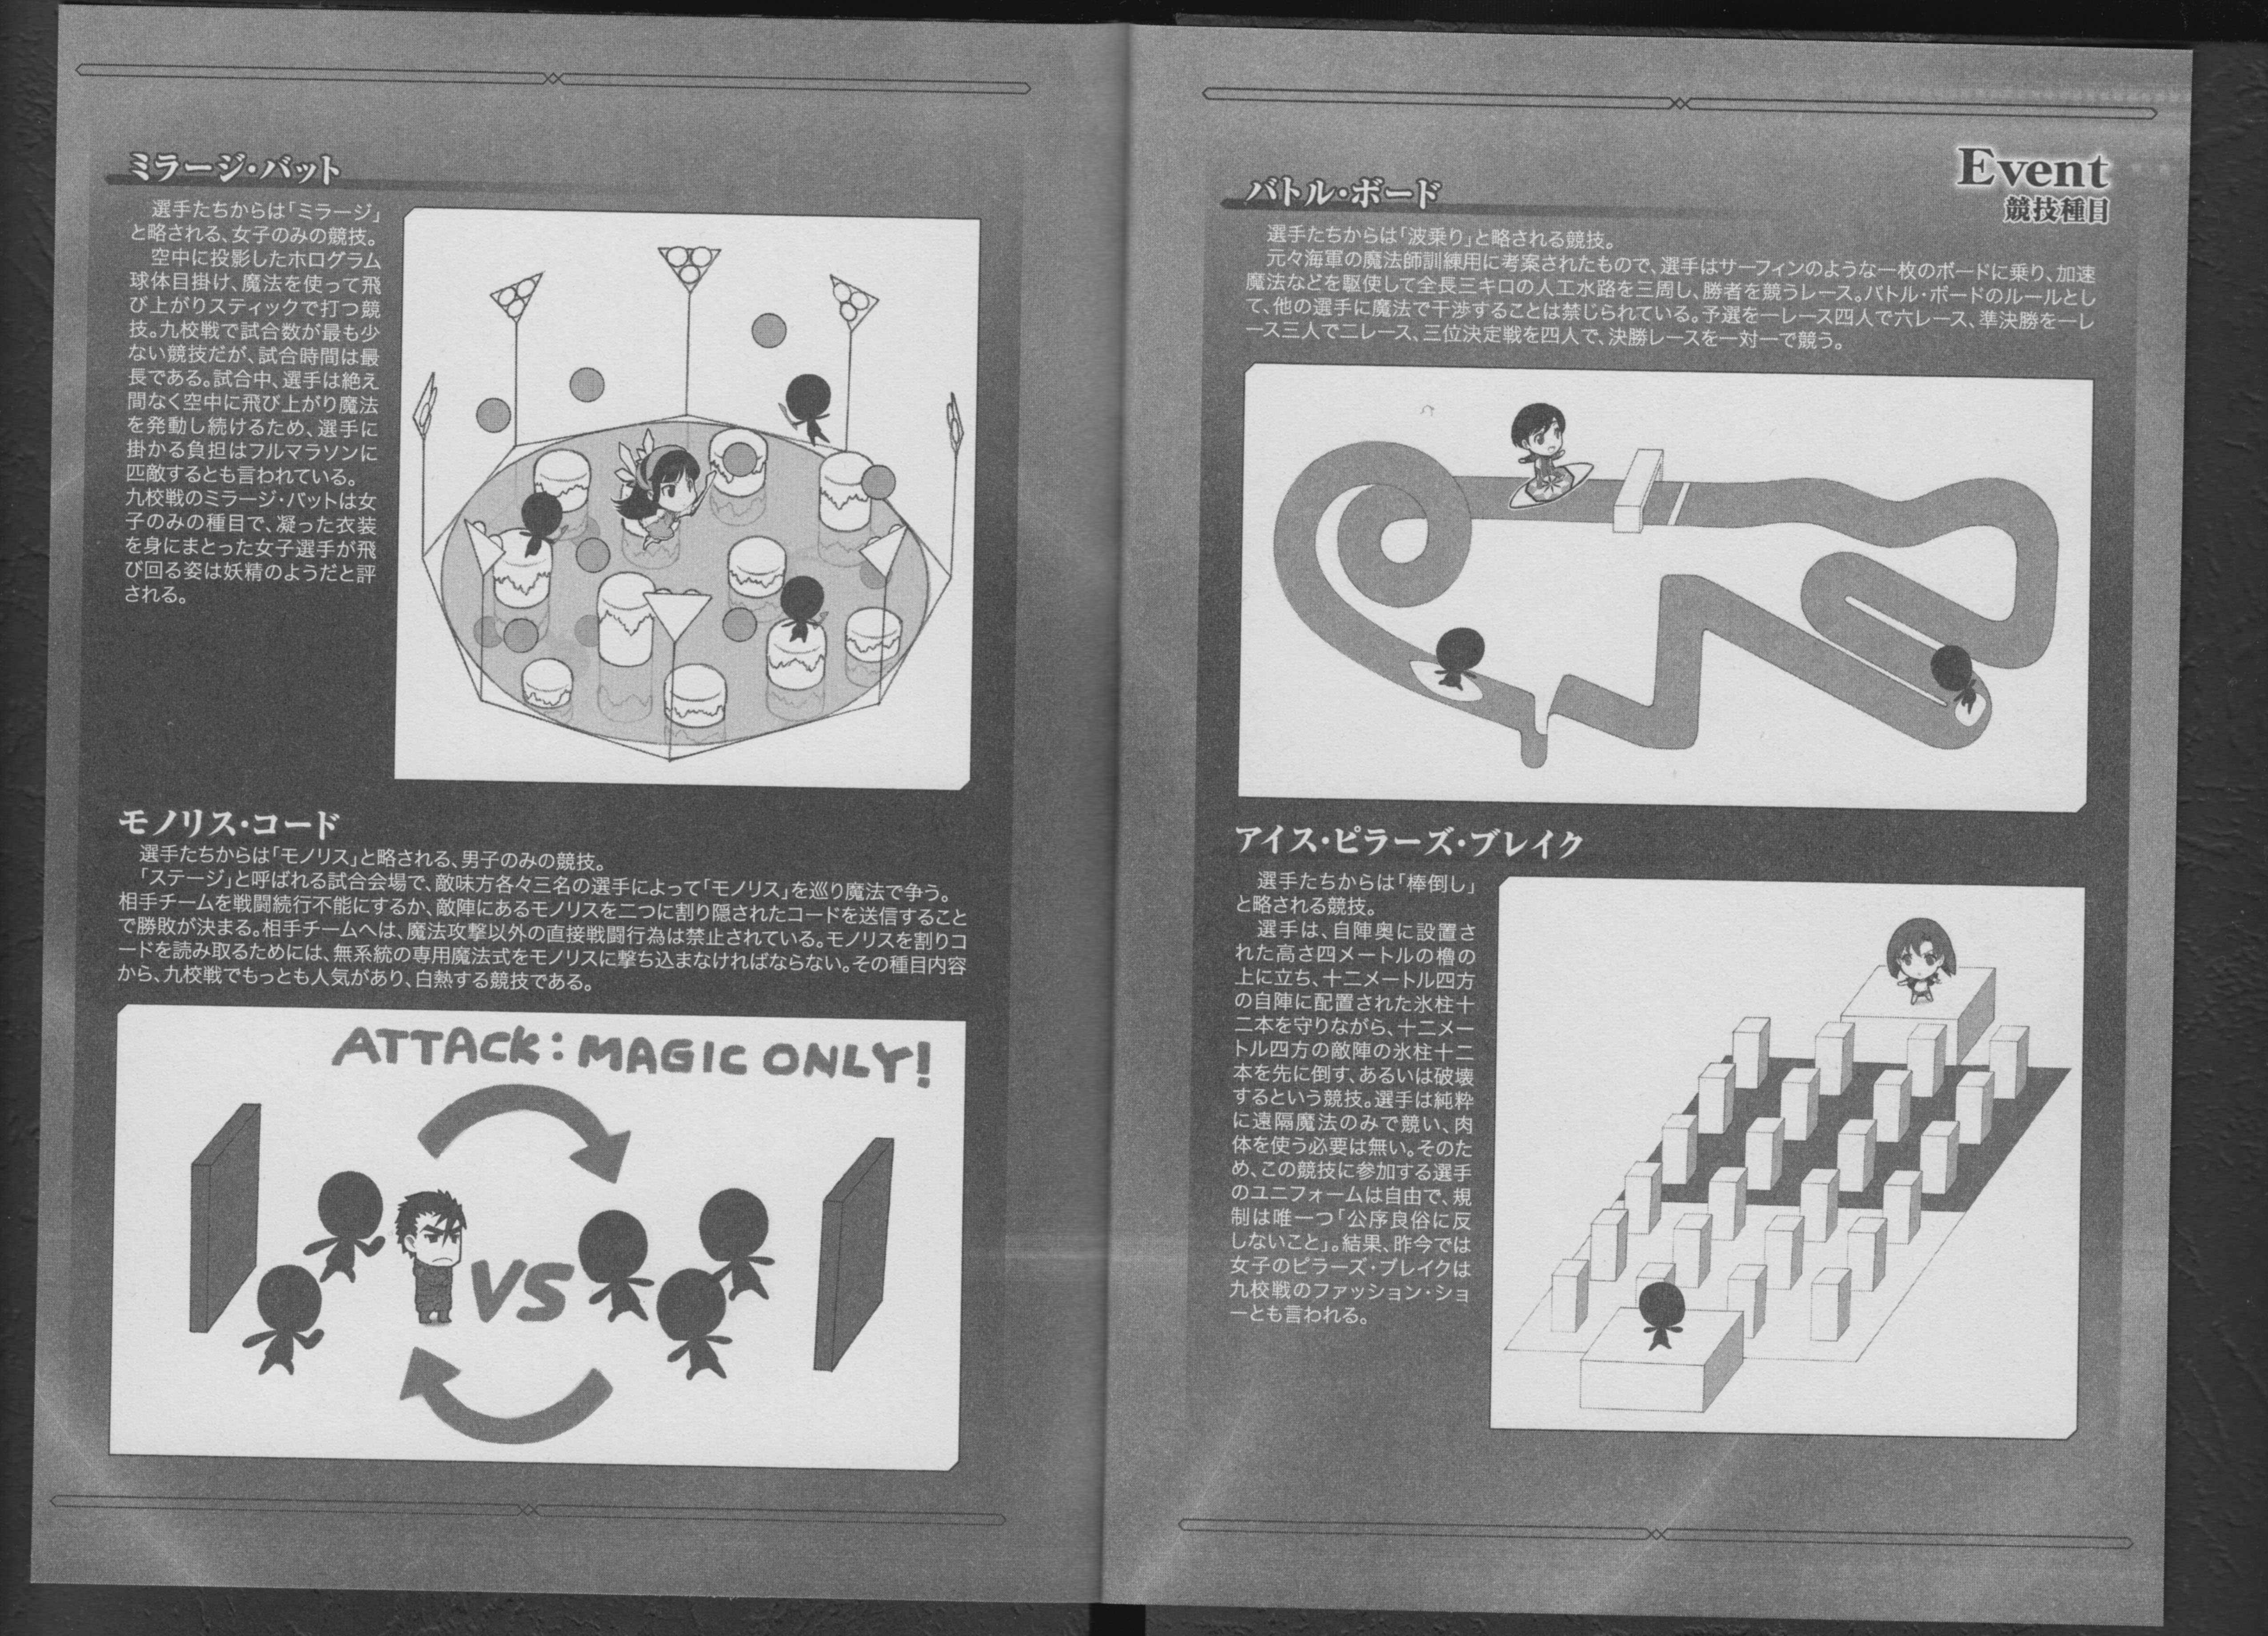 Event
競技種目
バトル・ボード
選手たちからは「波乗り」と略される競技。
元々海軍の魔法師訓練用に考案されたもので、選手はサーフィンのような一枚のボードに乗り、加速
魔法などを駆使して全長三キロの人工水路を三周し、勝者を競うレース。バトル・ボードのルールとし
て、他の選手に魔法で干渉することは禁じられている。予選を一レース四人で六レース、準決勝を一レ
ース三人で二レース、三位決定戦を四人で、決勝レースを一対一で競う。
アイス・ピラーズ・ブレイク
選手たちからは「棒倒し」
と略される競技。
選手は、自陣奥に設置さ
れた高さ四メートルの櫓の
上に立ち、十二メートル四方
の自陣に配置された氷柱十
二本を守りながら、十二メー
トル四方の敵陣の氷柱十二
本を先に倒す、あるいは破壊
するという競技。選手は純粋
に遠隔魔法のみで競い、肉
体を使う必要は無い。そのた
め、この競技に参加する選手
のユニフォームは自由で、規
制は唯一つ「公序良俗に反
しないこと」。結果、昨今では
女子のピラーズ・ブレイクは
九校戦のファッション・ショ
ーとも言われる。
ミラージ・バット
選手たちからは「ミラージ」
と略される、女子のみの競技。
空中に投影したホログラム
球体目掛け、魔法を使って飛
び上がりスティックで打つ競
技。九校戦で試合数が最も少
ない競技だが、試合時間は最
長である。試合中、選手は絶え
間なく空中に飛び上がり魔法
を発動し続けるため、選手に
掛かる負担はフルマラソンに
匹敵するとも言われている。
九校戦のミラージ・バットは女
子のみの種目で、凝った衣装
を身にまとった女子選手が飛
び回る姿は妖精のようだと評
される。
モノリス・コード
選手たちからは「モノリス」と略される、男子のみの競技。
「ステージ」と呼ばれる試合会場で、敵味方各々三名の選手によって「モノリス」を巡り魔法で争う。
相手チームを戦闘続行不能にするか、敵陣にあるモノリスを二つに割り隠されたコードを送信すること
で勝敗が決まる。相手チームへは、魔法攻撃以外の直接戦闘行為は禁止されている。モノリスを割りコ
ードを読み取るためには、無系統の専用魔法式をモノリスに撃ち込まなければならない。その種目内容
から、九校戦でもっとも人気があり、白熱する競技である。
ATTACK: MAGIC ONLY!
VS